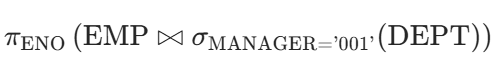 π_ENO (EMP ⋈ σ_MANAGER='001' (DEPT))